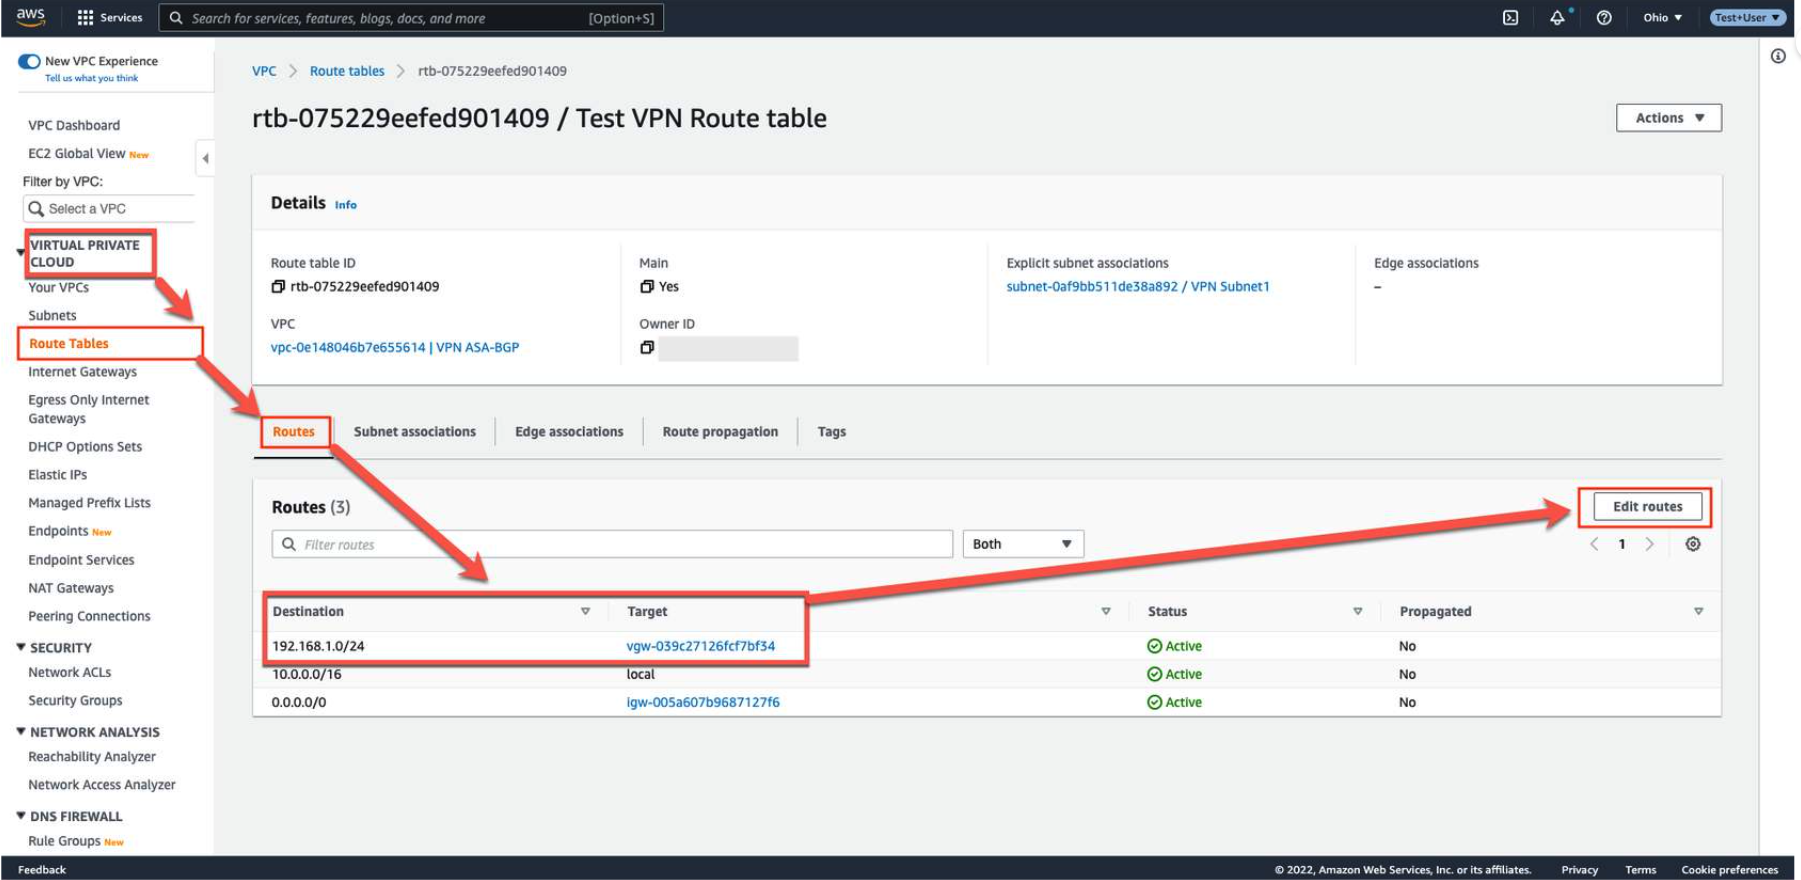 aws
Services
Search for services, features, blogs, docs, and more
[Option+S]
Ohio ▼
Test+User ▼
New VPC Experience
Tell us what you think
VPC Dashboard
EC2 Global View New
Filter by VPC:
Select a VPC
VIRTUAL PRIVATE
CLOUD
Your VPCs
Subnets
Route Tables
Internet Gateways
Egress Only Internet
Gateways
DHCP Options Sets
Elastic IPs
Managed Prefix Lists
Endpoints New
Endpoint Services
NAT Gateways
Peering Connections
SECURITY
Network ACLs
Security Groups
NETWORK ANALYSIS
Reachability Analyzer
Network Access Analyzer
DNS FIREWALL
Rule Groups New
VPC > Route tables > rtb-075229eefed901409
rtb-075229eefed901409 / Test VPN Route table
Actions ▼
Details Info
Route table ID
rtb-075229eefed901409
VPC
vpc-0e148046b7e655614 | VPN ASA-BGP
Main
Yes
Owner ID
Explicit subnet associations
subnet-0af9bb511de38a892 / VPN Subnet1
Edge associations
–
Routes
Subnet associations
Edge associations
Route propagation
Tags
Routes (3)
Edit routes
Filter routes
Both ▼
< 1 >
Destination Target Status Propagated
192.168.1.0/24 vgw-039c27126fcf7bf34 Active No
10.0.0.0/16 local Active No
0.0.0.0/0 igw-005a607b9687127f6 Active No
Feedback
© 2022, Amazon Web Services, Inc. or its affiliates. Privacy Terms Cookie preferences